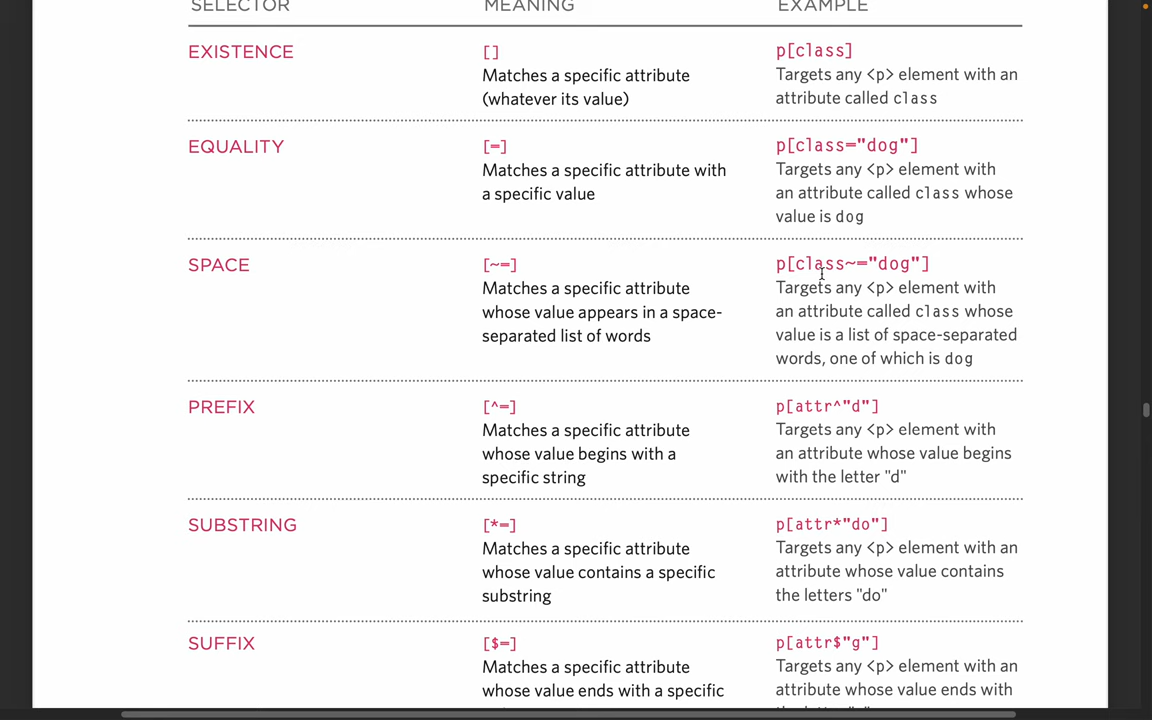 SELECTOR MEANING EXAMPLE
EXISTENCE [] p[class]
Matches a specific attribute Targets any <p> element with an
(whatever its value) attribute called class
EQUALITY [=] p[class="dog"]
Matches a specific attribute with Targets any <p> element with
a specific value an attribute called class whose
value is dog
SPACE [~=] p[class~="dog"]
Matches a specific attribute Targets any <p> element with
whose value appears in a space- an attribute called class whose
separated list of words value is a list of space-separated
words, one of which is dog
PREFIX [^=] p[attr^"d"]
Matches a specific attribute Targets any <p> element with
whose value begins with a an attribute whose value begins
specific string with the letter "d"
SUBSTRING [*=] p[attr*"do"]
Matches a specific attribute Targets any <p> element with an
whose value contains a specific attribute whose value contains
substring the letters "do"
SUFFIX [$=] p[attr$"g"]
Matches a specific attribute Targets any <p> element with an
whose value ends with a specific attribute whose value ends with